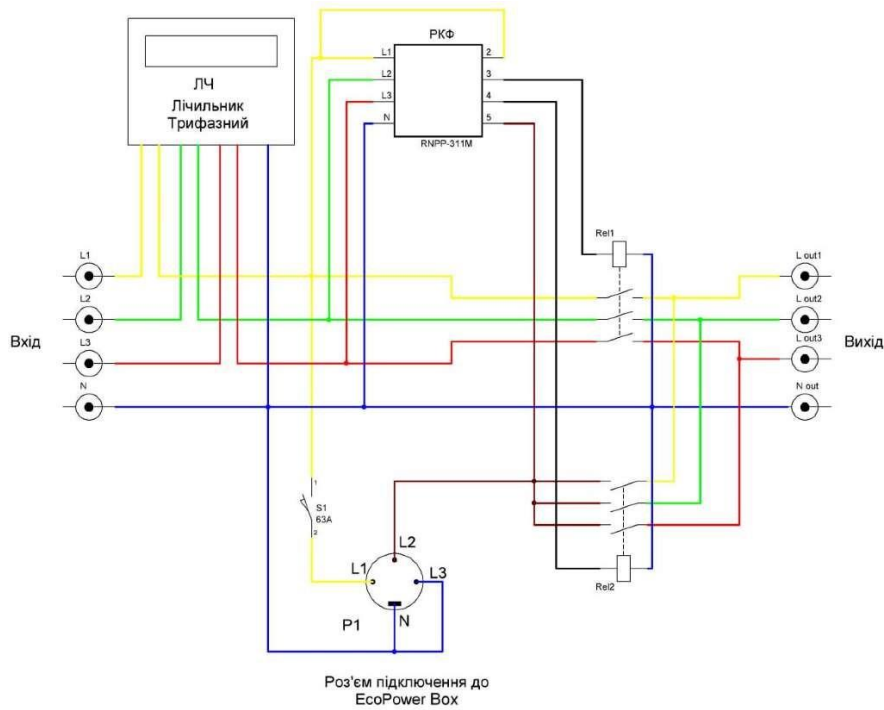 РКФ
L1
2
L2
3
L3
4
N
5
RNPP-311M
ЛЧ
Лічильник
Трифазний
Rel1
L1
L out1
L2
L out2
Вхід
L3
L out3
Вихід
N
N out
1
S1
63A
2
L2
L1
L3
Rel2
P1
N
Роз'єм підключення до
EcoPower Box